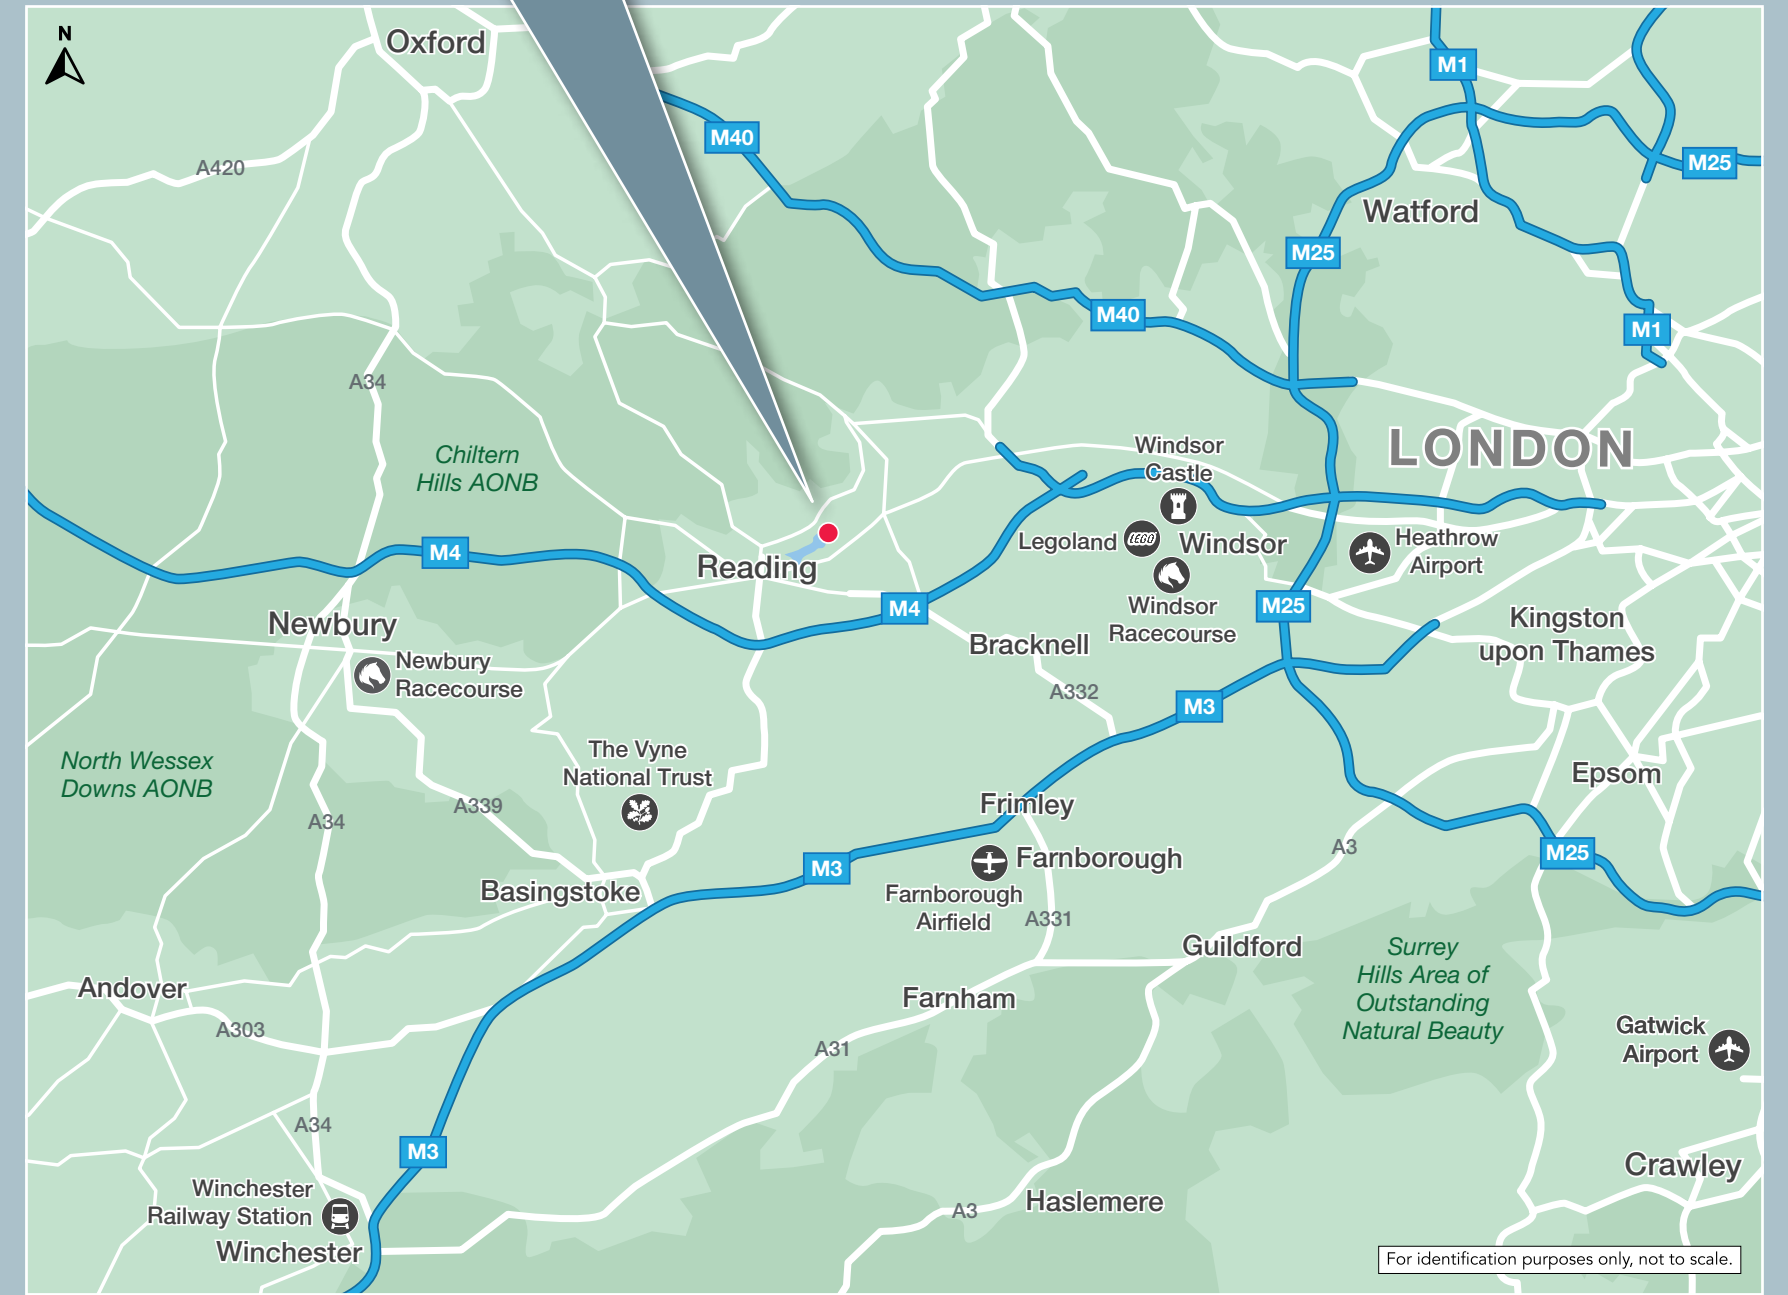 N
Oxford
M1
M40
M25
A420
Watford
M25
M40
M1
A34
Chiltern
Hills AONB
Windsor
Castle
LONDON
Legoland
LEGO
Windsor
Heathrow
Airport
M4
Reading
M4
Windsor
Racecourse
M25
Newbury
Bracknell
Kingston
upon Thames
Newbury
Racecourse
A332
M3
North Wessex
Downs AONB
The Vyne
National Trust
Epsom
A34
A339
Frimley
A3
M25
M3
Farnborough
Basingstoke
Farnborough
Airfield
A331
Guildford
Surrey
Hills Area of
Outstanding
Natural Beauty
Andover
Farnham
A303
A31
Gatwick
Airport
A34
M3
Crawley
Winchester
Railway Station
Haslemere
A3
Winchester
For identification purposes only, not to scale.